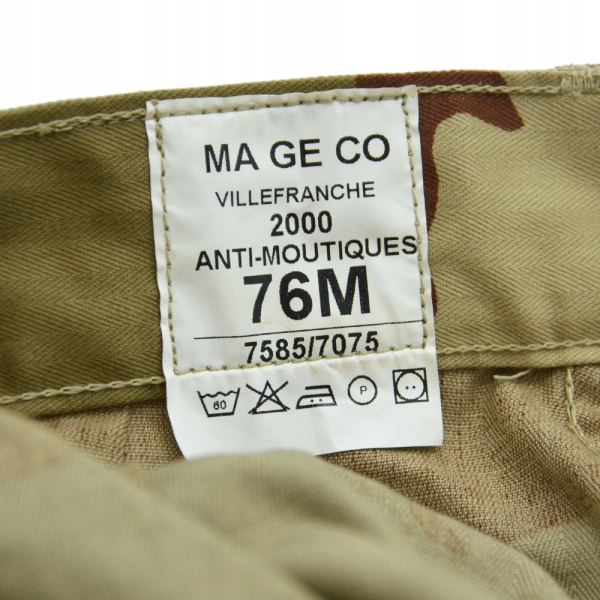 MA GE CO
VILLEFRANCHE
2000
ANTI-MOUTIQUES
76M
7585/7075
60 P